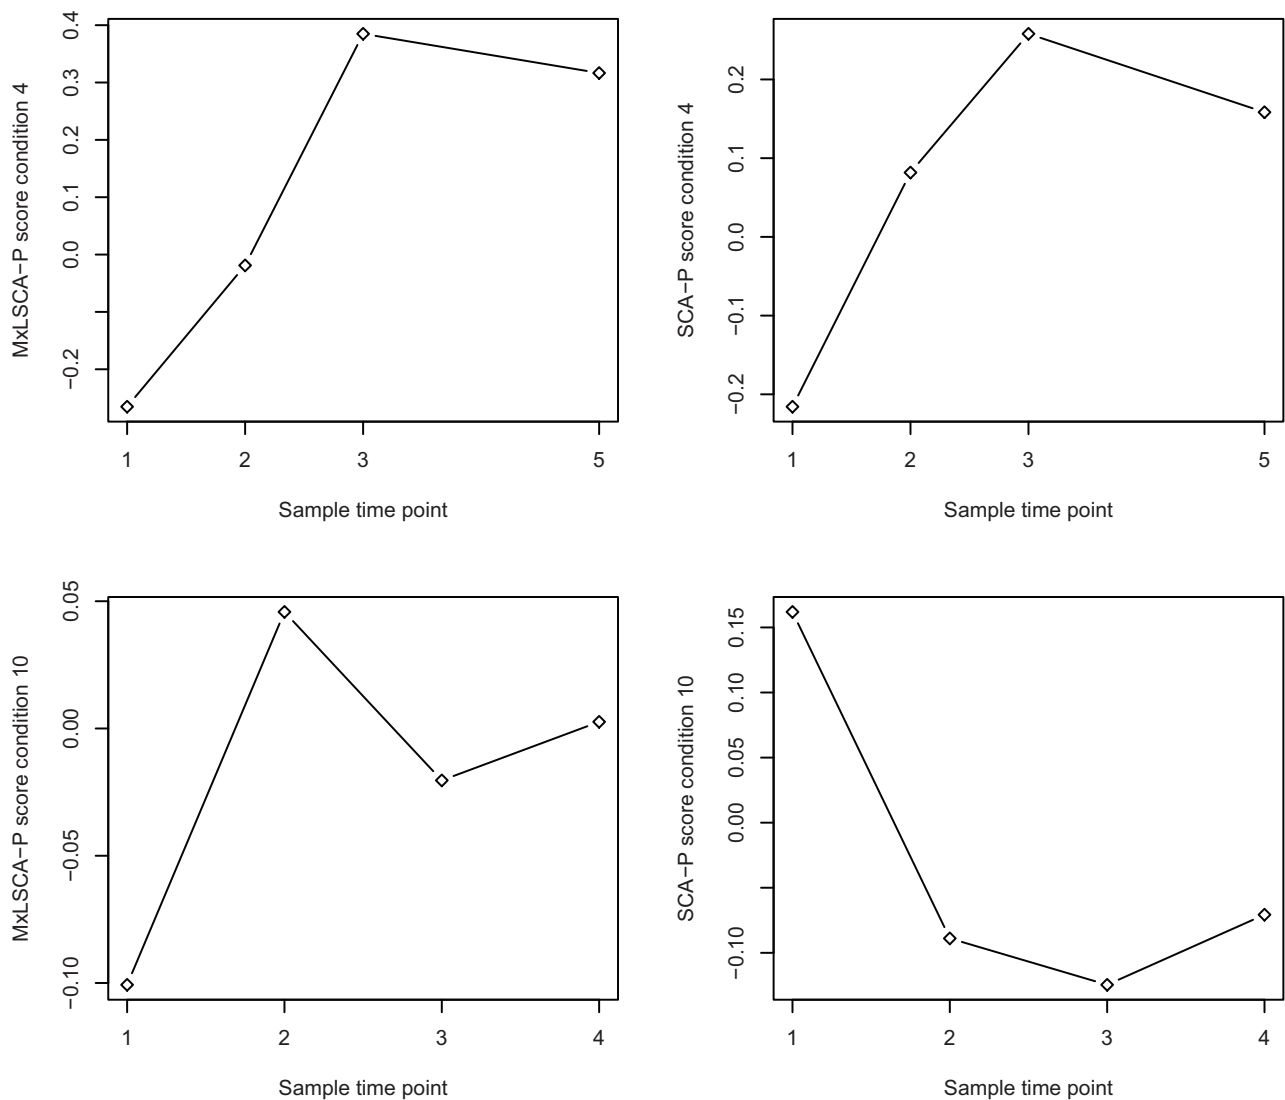 MxLSCA−P score condition 4
−0.2
0.0
0.1
0.2
0.3
0.4
1 2 3 5
Sample time point
SCA−P score condition 4
−0.2
−0.1
0.0
0.1
0.2
1 2 3 5
Sample time point
MxLSCA−P score condition 10
−0.10
−0.05
0.00
0.05
1 2 3 4
Sample time point
SCA−P score condition 10
−0.10
0.00
0.05
0.10
0.15
1 2 3 4
Sample time point